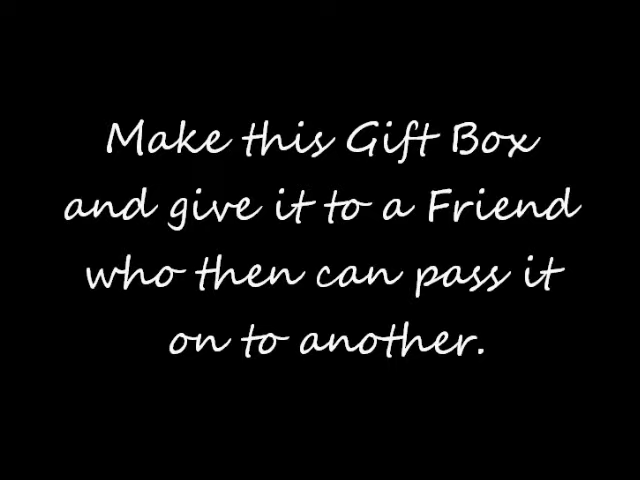 Make this Gift Box
and give it to a Friend
who then can pass it
on to another.